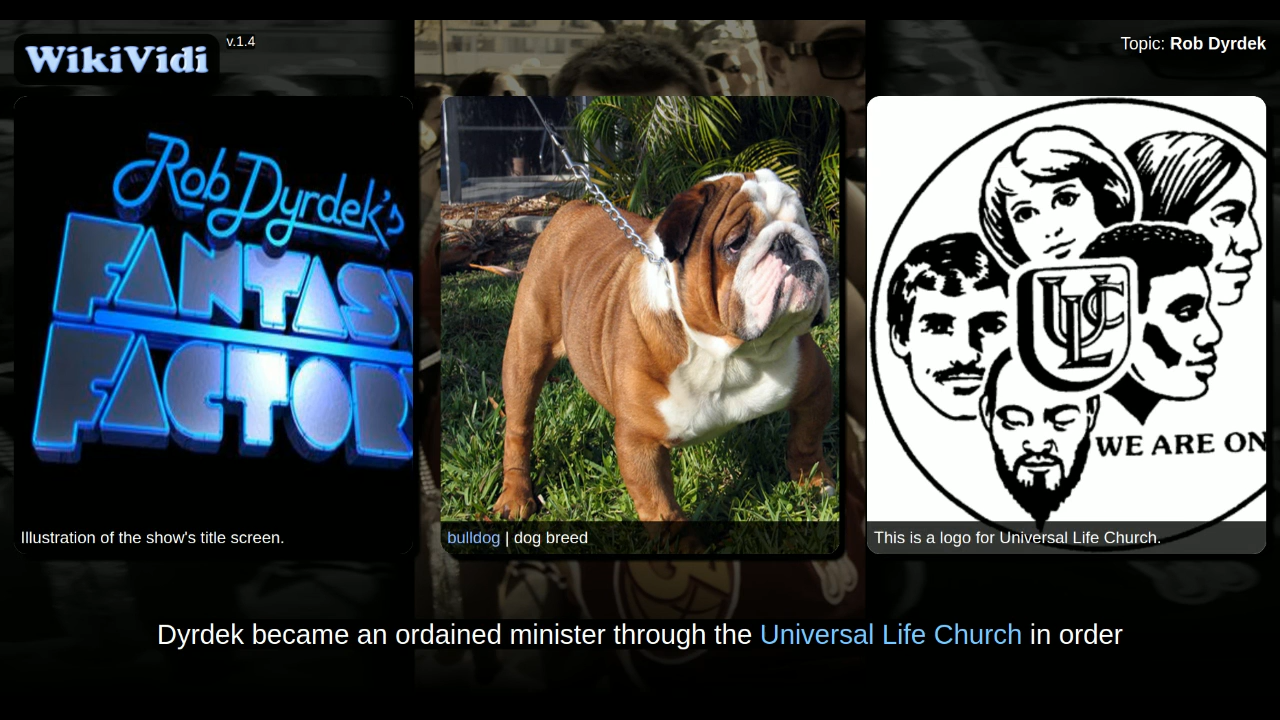 WikiVidi
v.1.4
Topic: Rob Dyrdek
Rob Dyrdek's
FANTASY
FACTORY
ULC
WE ARE ON
Illustration of the show's title screen.
bulldog | dog breed
This is a logo for Universal Life Church.
Dyrdek became an ordained minister through the Universal Life Church in order